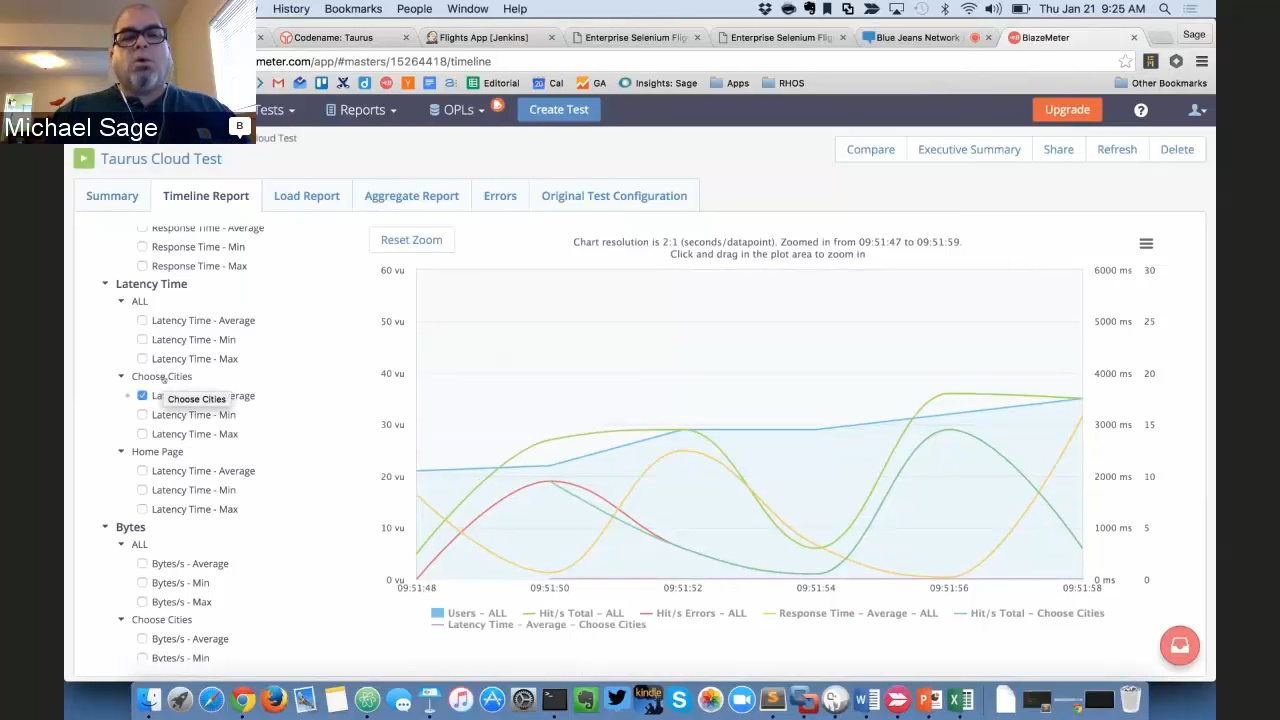 History Bookmarks People Window Help Thu Jan 21 9:25 AM
Codename: Taurus Flights App [Jenkins] Enterprise Selenium Flig Enterprise Selenium Flig Blue Jeans Network BlazeMeter Sage
meter.com/app/#masters/15264418/timeline
Editorial 20 Cal GA Insights: Sage Apps RHOS Other Bookmarks
Tests Reports OPLs Create Test Upgrade
Michael Sage
B
loud Test
Taurus Cloud Test
Compare Executive Summary Share Refresh Delete
Summary Timeline Report Load Report Aggregate Report Errors Original Test Configuration
Response Time - Average
Response Time - Min
Response Time - Max
Latency Time
ALL
Latency Time - Average
Latency Time - Min
Latency Time - Max
Choose Cities
La erage
Choose Cities
Latency Time - Min
Latency Time - Max
Home Page
Latency Time - Average
Latency Time - Min
Latency Time - Max
Bytes
ALL
Bytes/s - Average
Bytes/s - Min
Bytes/s - Max
Choose Cities
Bytes/s - Average
Bytes/s - Min
Reset Zoom
Chart resolution is 2:1 (seconds/datapoint). Zoomed in from 09:51:47 to 09:51:59.
Click and drag in the plot area to zoom in
60 vu 6000 ms 30
50 vu 5000 ms 25
40 vu 4000 ms 20
30 vu 3000 ms 15
20 vu 2000 ms 10
10 vu 1000 ms 5
0 vu 0 ms 0
09:51:48 09:51:50 09:51:52 09:51:54 09:51:56 09:51:58
Users - ALL Hit/s Total - ALL Hit/s Errors - ALL Response Time - Average - ALL Hit/s Total - Choose Cities
Latency Time - Average - Choose Cities
kindle